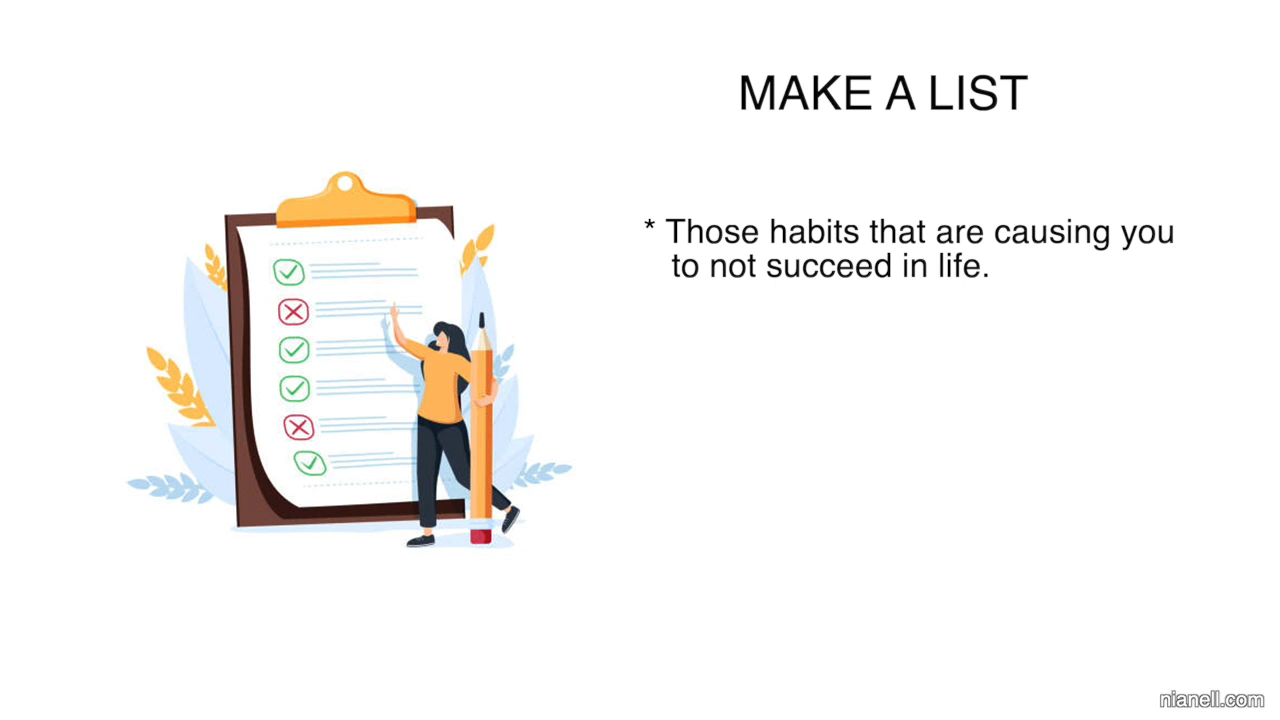 MAKE A LIST
* Those habits that are causing you
to not succeed in life.
nianell.com